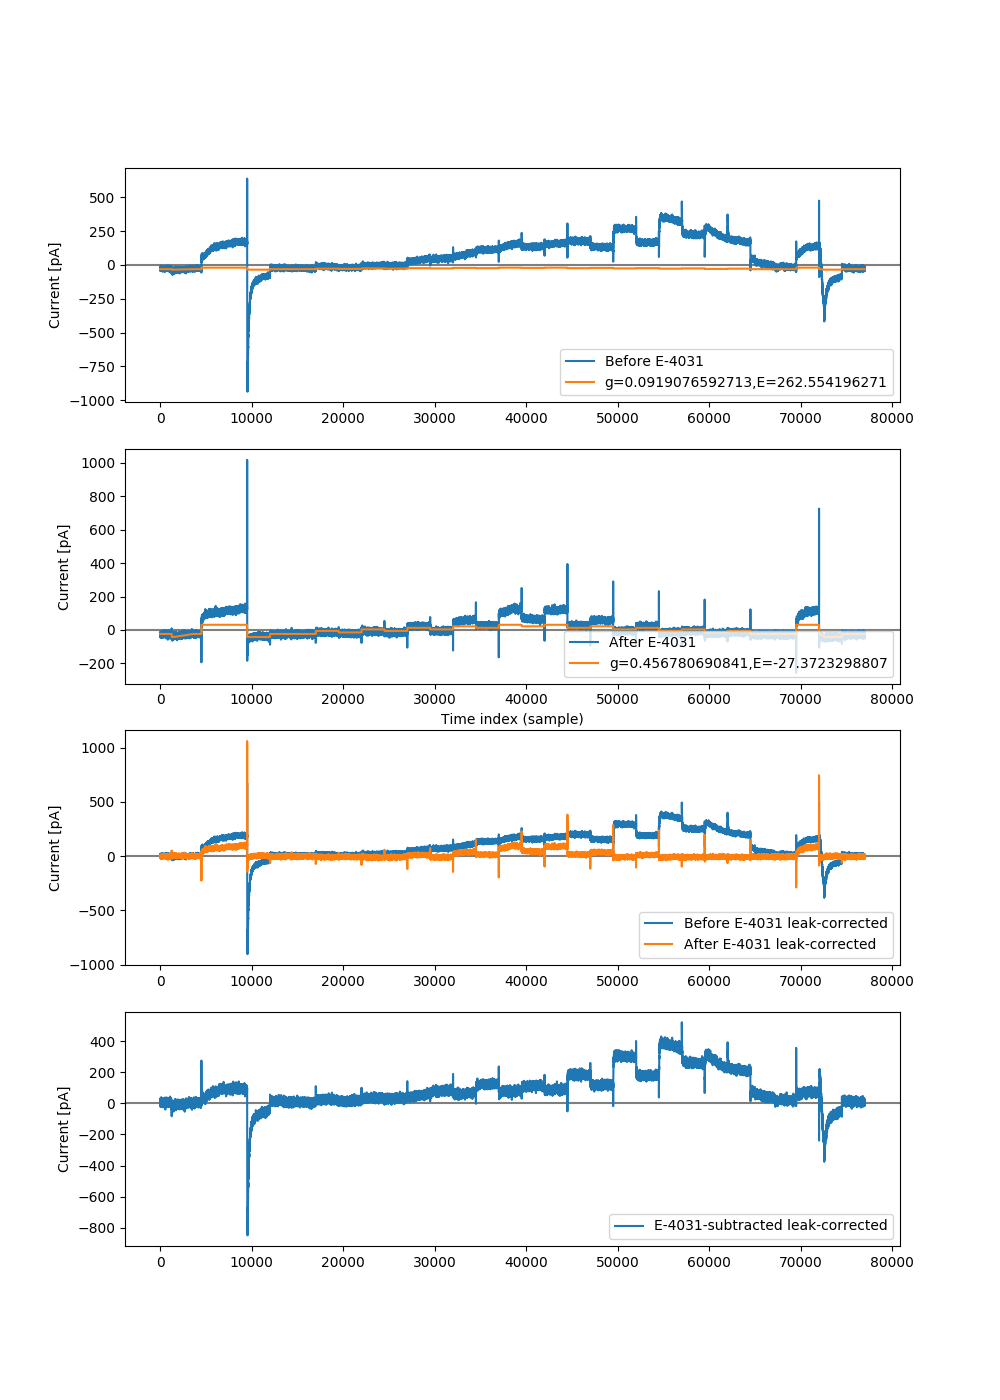 500
250
0
−250
−500
−750
−1000
Current [pA]
Before E-4031
g=0.0919076592713,E=262.554196271
0 10000 20000 30000 40000 50000 60000 70000 80000
1000
800
600
400
200
0
−200
Current [pA]
After E-4031
g=0.456780690841,E=-27.3723298807
0 10000 20000 30000 40000 50000 60000 70000 80000
Time index (sample)
1000
500
0
−500
−1000
Current [pA]
Before E-4031 leak-corrected
After E-4031 leak-corrected
0 10000 20000 30000 40000 50000 60000 70000 80000
400
200
0
−200
−400
−600
−800
Current [pA]
E-4031-subtracted leak-corrected
0 10000 20000 30000 40000 50000 60000 70000 80000